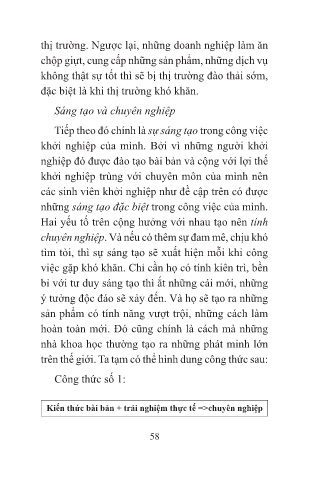 thị trường. Ngược lại, những doanh nghiệp làm ăn
chộp giựt, cung cấp những sản phẩm, những dịch vụ
không thật sự tốt thì sẽ bị thị trường đào thải sớm,
đặc biệt là khi thị trường khó khăn.
Sáng tạo và chuyên nghiệp
Tiếp theo đó chính là sự sáng tạo trong công việc
khởi nghiệp của mình. Bởi vì những người khởi
nghiệp đó được đào tạo bài bản và cộng với lợi thế
khởi nghiệp trùng với chuyên môn của mình nên
các sinh viên khởi nghiệp như đề cập trên có được
những sáng tạo đặc biệt trong công việc của mình.
Hai yếu tố trên cộng hưởng với nhau tạo nên tính
chuyên nghiệp. Và nếu có thêm sự đam mê, chịu khó
tìm tòi, thì sự sáng tạo sẽ xuất hiện mỗi khi công
việc gặp khó khăn. Chỉ cần họ có tính kiên trì, bền
bỉ với tư duy sáng tạo thì ắt những cái mới, những
ý tưởng độc đáo sẽ xảy đến. Và họ sẽ tạo ra những
sản phẩm có tính năng vượt trội, những cách làm
hoàn toàn mới. Đó cũng chính là cách mà những
nhà khoa học thường tạo ra những phát minh lớn
trên thế giới. Ta tạm có thể hình dung công thức sau:
Công thức số 1:
Kiến thức bài bản + trải nghiệm thực tế =>chuyên nghiệp
58